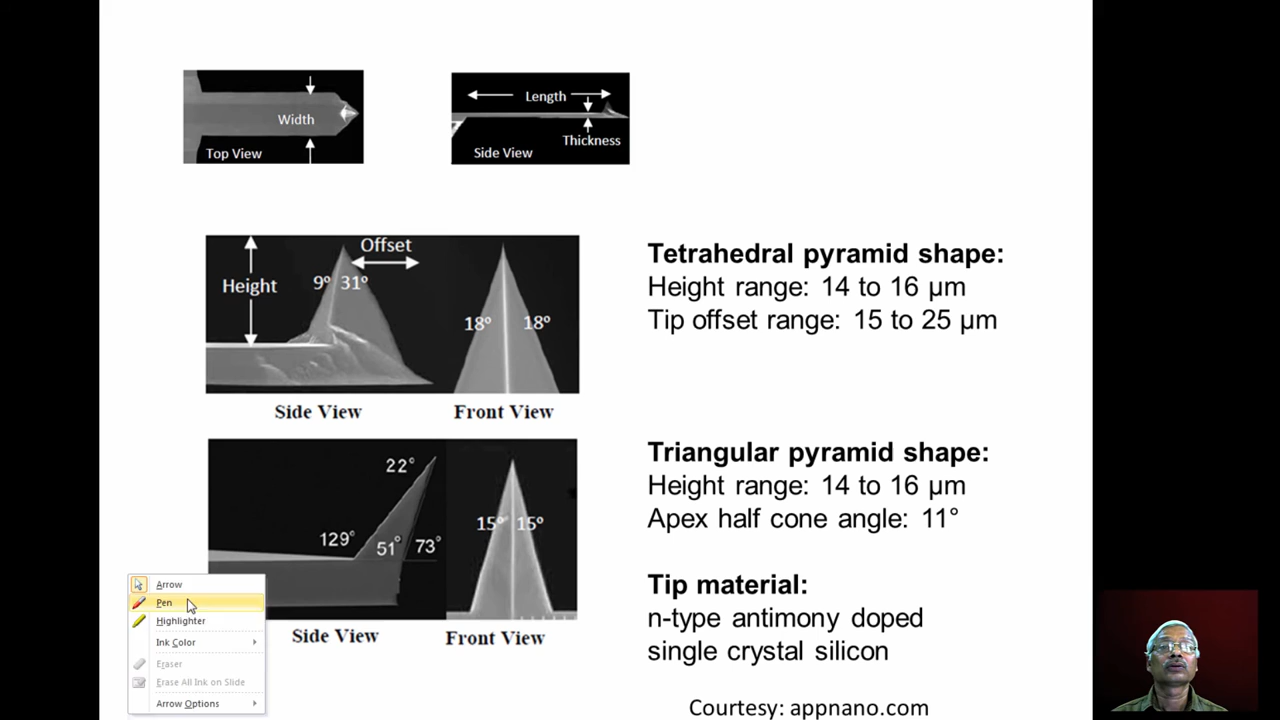 Width
Top View
Length
Thickness
Side View
Height
Offset
9º 31º
18º 18º
Side View Front View
Tetrahedral pyramid shape:
Height range: 14 to 16 µm
Tip offset range: 15 to 25 µm
22°
129° 51° 73°
15° 15°
Side View Front View
Triangular pyramid shape:
Height range: 14 to 16 µm
Apex half cone angle: 11°
Tip material:
n-type antimony doped
single crystal silicon
Courtesy: appnano.com
Arrow
Pen
Highlighter
Ink Color
Eraser
Erase All Ink on Slide
Arrow Options